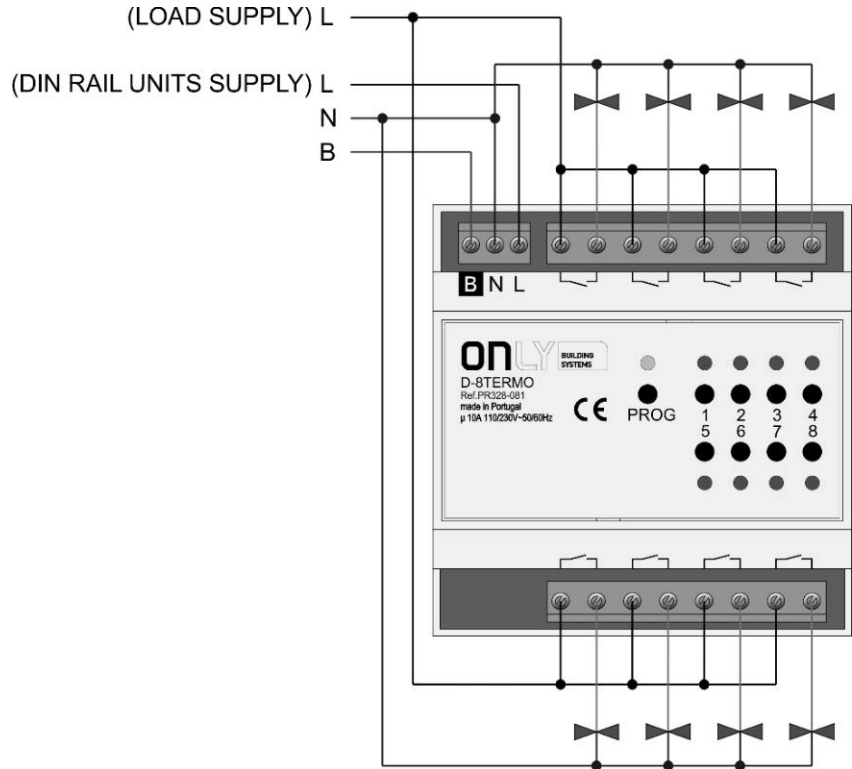 (LOAD SUPPLY) L
(DIN RAIL UNITS SUPPLY) L
N
B
B N L
ONLY BUILDING
SYSTEMS
D-8TERMO
Ref.PR328-081
made in Portugal
µ 10A 110/230V~50/60Hz
CE
PROG
1 2 3 4
5 6 7 8